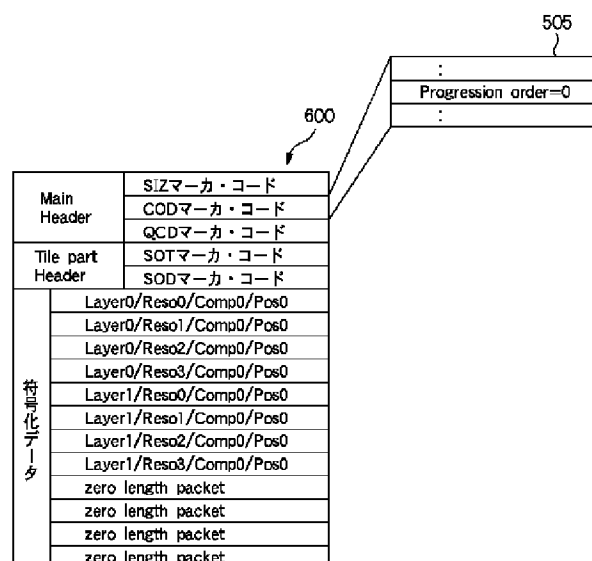 505
:
Progression order=0
:
600
Main
Header
SIZマーカ・コード
CODマーカ・コード
QCDマーカ・コード
Tile part
Header
SOTマーカ・コード
SODマーカ・コード
符号化データ
Layer0/Reso0/Comp0/Pos0
Layer0/Reso1/Comp0/Pos0
Layer0/Reso2/Comp0/Pos0
Layer0/Reso3/Comp0/Pos0
Layer1/Reso0/Comp0/Pos0
Layer1/Reso1/Comp0/Pos0
Layer1/Reso2/Comp0/Pos0
Layer1/Reso3/Comp0/Pos0
zero length packet
zero length packet
zero length packet
zero length packet